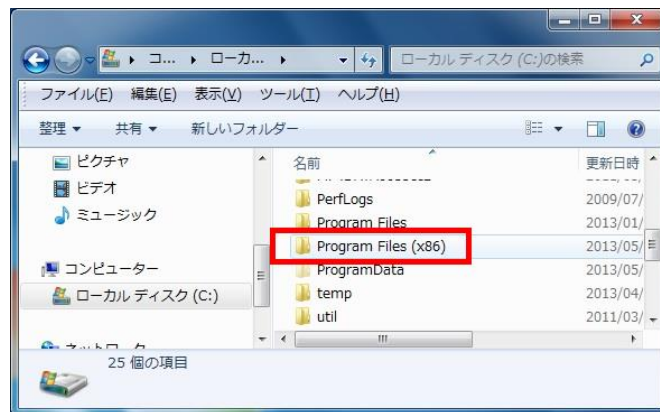 コ... ローカ... ローカル ディスク (C:)の検索
ファイル(F) 編集(E) 表示(V) ツール(T) ヘルプ(H)
整理 共有 新しいフォルダー
ピクチャ
ビデオ
ミュージック
コンピューター
ローカル ディスク (C:)
名前 更新日時
PerfLogs 2009/07/
Program Files 2013/01/
Program Files (x86) 2013/05/
ProgramData 2013/05/
temp 2013/04/
util 2011/03/
25 個の項目